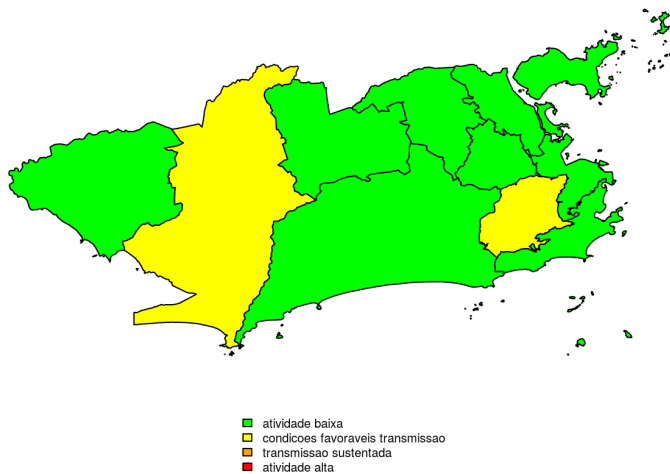 atividade baixa
condicoes favoraveis transmissao
transmissao sustentada
atividade alta